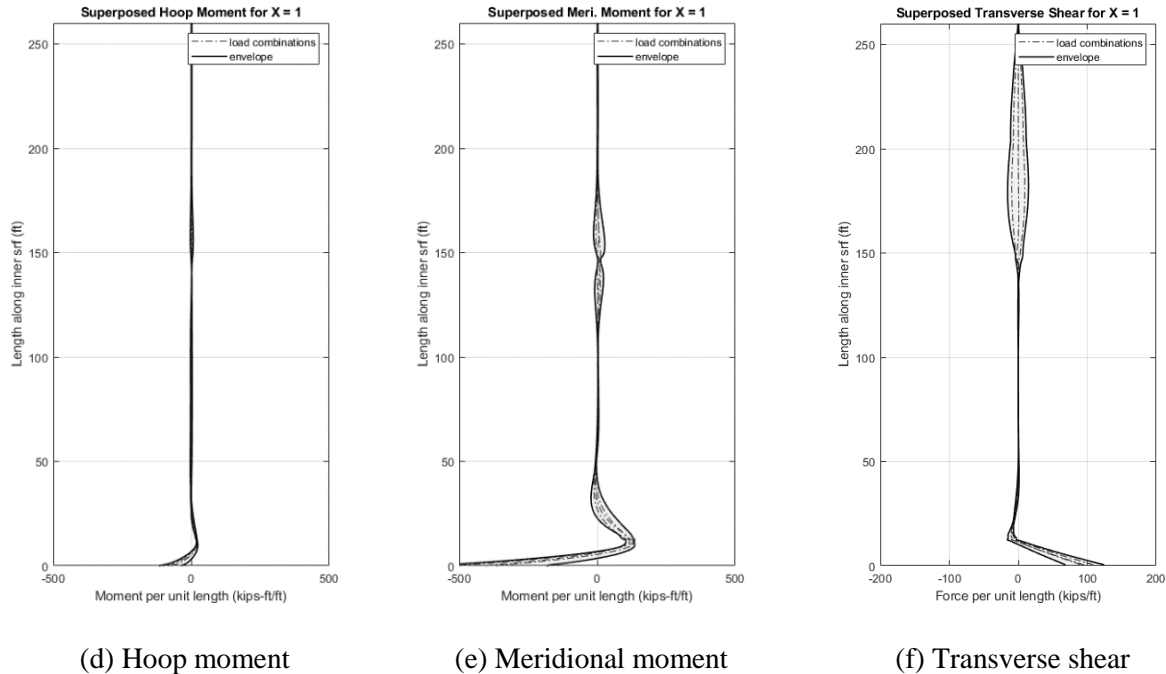 Superposed Hoop Moment for X = 1
250
200
150
100
50
0
-500
0
500
Length along inner srf (ft)
Moment per unit length (kips-ft/ft)
load combinations
envelope
(d) Hoop moment
Superposed Meri. Moment for X = 1
250
200
150
100
50
0
-500
0
500
Length along inner srf (ft)
Moment per unit length (kips-ft/ft)
load combinations
envelope
(e) Meridional moment
Superposed Transverse Shear for X = 1
250
200
150
100
50
0
-200
-100
0
100
200
Length along inner srf (ft)
Force per unit length (kips/ft)
load combinations
envelope
(f) Transverse shear